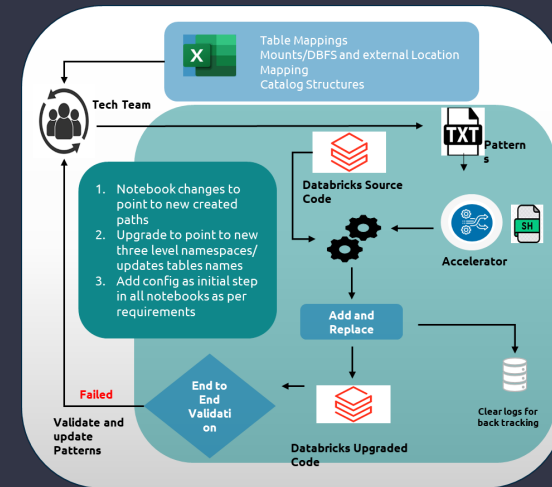 X
Table Mappings
Mounts/DBFS and external Location
Mapping
Catalog Structures
Tech Team
TXT
Pattern
s
Databricks Source
Code
1. Notebook changes to
point to new created
paths
2. Upgrade to point to new
three level namespaces/
updates tables names
3. Add config as initial step
in all notebooks as per
requirements
SH
Accelerator
Add and
Replace
Failed
End to
End
Validati
on
Validate and
update
Patterns
Databricks Upgraded
Code
Clear logs for
back tracking